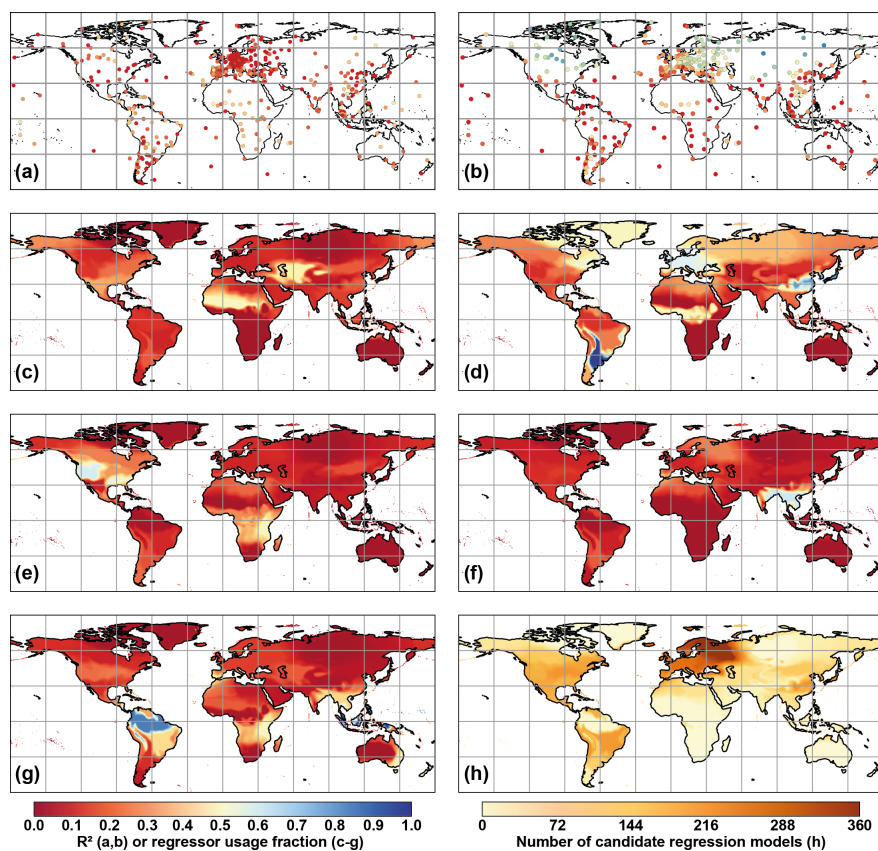 (a)
(b)
(c)
(d)
(e)
(f)
(g)
(h)
0.0 0.1 0.2 0.3 0.4 0.5 0.6 0.7 0.8 0.9 1.0
R² (a,b) or regressor usage fraction (c-g)
0 72 144 216 288 360
Number of candidate regression models (h)